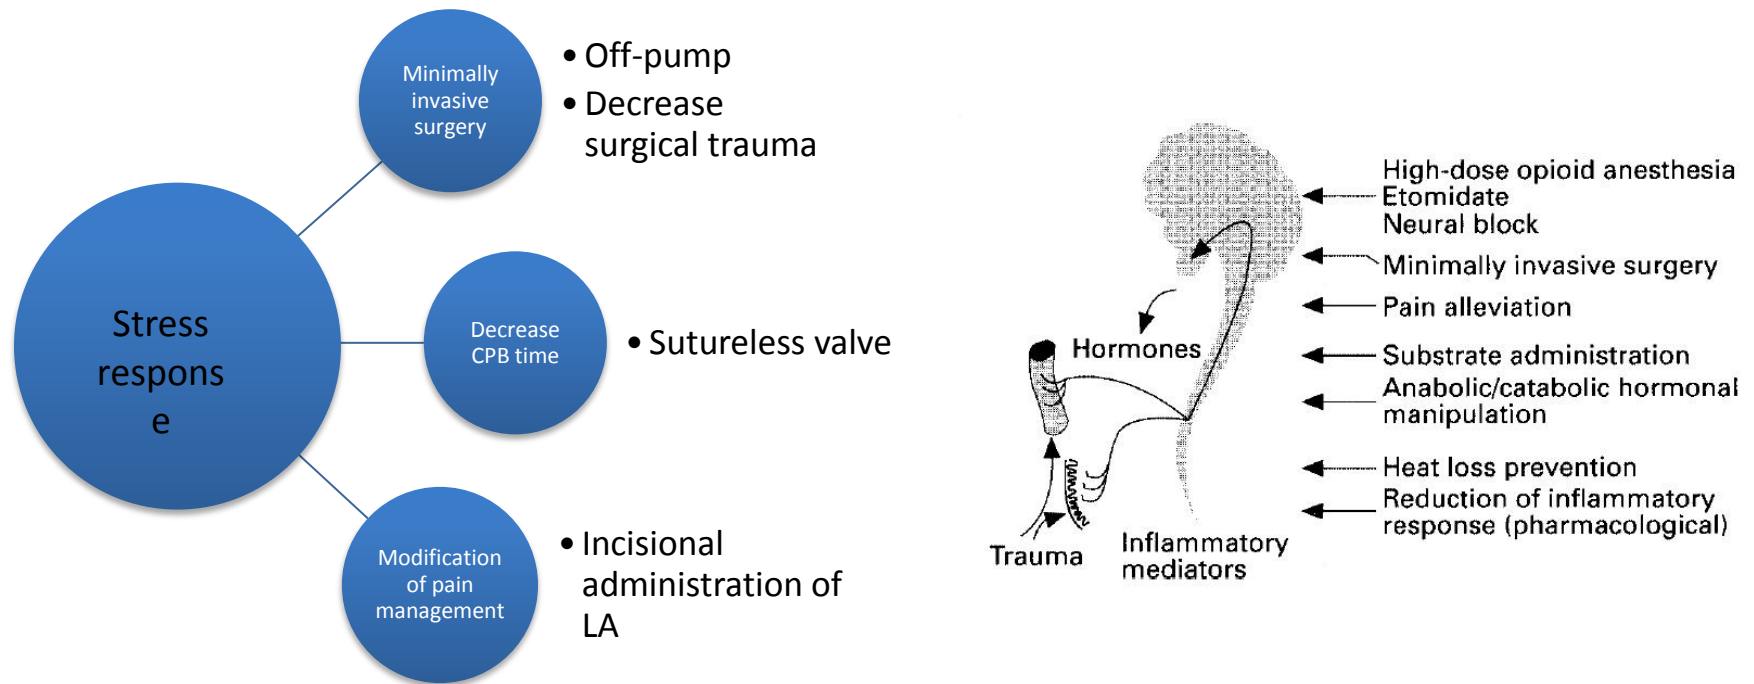 Minimally
invasive
surgery
• Off-pump
• Decrease
surgical trauma
Stress
respons
e
Decrease
CPB time
• Sutureless valve
Modification
of pain
management
• Incisional
administration of
LA
High-dose opioid anesthesia
Etomidate
Neural block
Minimally invasive surgery
Pain alleviation
Substrate administration
Anabolic/catabolic hormonal
manipulation
Heat loss prevention
Reduction of inflammatory
response (pharmacological)
Hormones
Trauma
Inflammatory
mediators